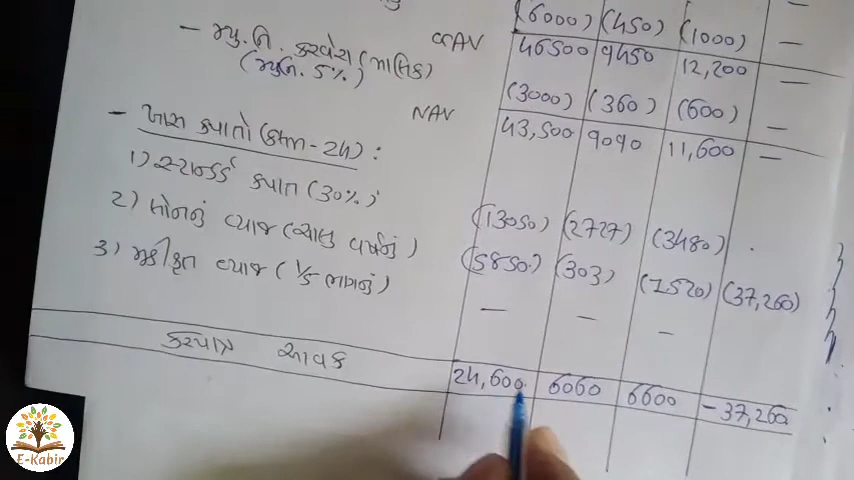 (6000) (450) (1000) —
GAV 46500 9450 12,200 —
– મ્યુ. નિ. કરવેરા (માલિક)
(મ્યુનિ. 5%) (3000) (360) (600) —
NAV 43,500 9090 11,600 —
– ખાસ કપાતો (કલમ-24) :
1) સ્ટાન્ડર્ડ કપાત (30%) (13050) (2727) (3480) .
2) લોનનું વ્યાજ (ચાલુ વર્ષનું) (5850) (303) (1520) (37,260)
3) મૂડીકૃત વ્યાજ (1/5 ભાગનું) — — —
કરપાત્ર આવક 24,600 6060 6600 -37,260
E-Kabir